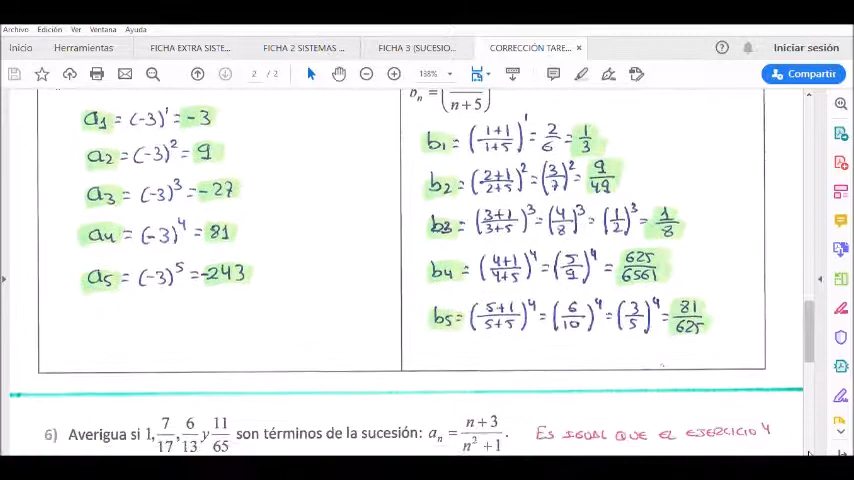 Archivo Edición Ver Ventana Ayuda
Inicio Herramientas FICHA EXTRA SISTE... FICHA 2 SISTEMAS ... FICHA 3 (SUCESIO... CORRECCIÓN TARE... × Iniciar sesión
2 / 2 138% Compartir
a1 = (-3)^1 = -3
a2 = (-3)^2 = 9
a3 = (-3)^3 = -27
a4 = (-3)^4 = 81
a5 = (-3)^5 = -243
bn = ( / n+5)
b1 = (1+1/1+5)^1 = 2/6 = 1/3
b2 = (2+1/2+5)^2 = (3/7)^2 = 9/49
b3 = (3+1/3+5)^3 = (4/8)^3 = (1/2)^3 = 1/8
b4 = (4+1/4+5)^4 = (5/9)^4 = 625/6561
b5 = (5+1/5+5)^4 = (6/10)^4 = (3/5)^4 = 81/625
6) Averigua si 1, 7/17, 6/13 y 11/65 son términos de la sucesión: an = n+3/n²+1. ES IGUAL QUE EL EJERCICIO 4